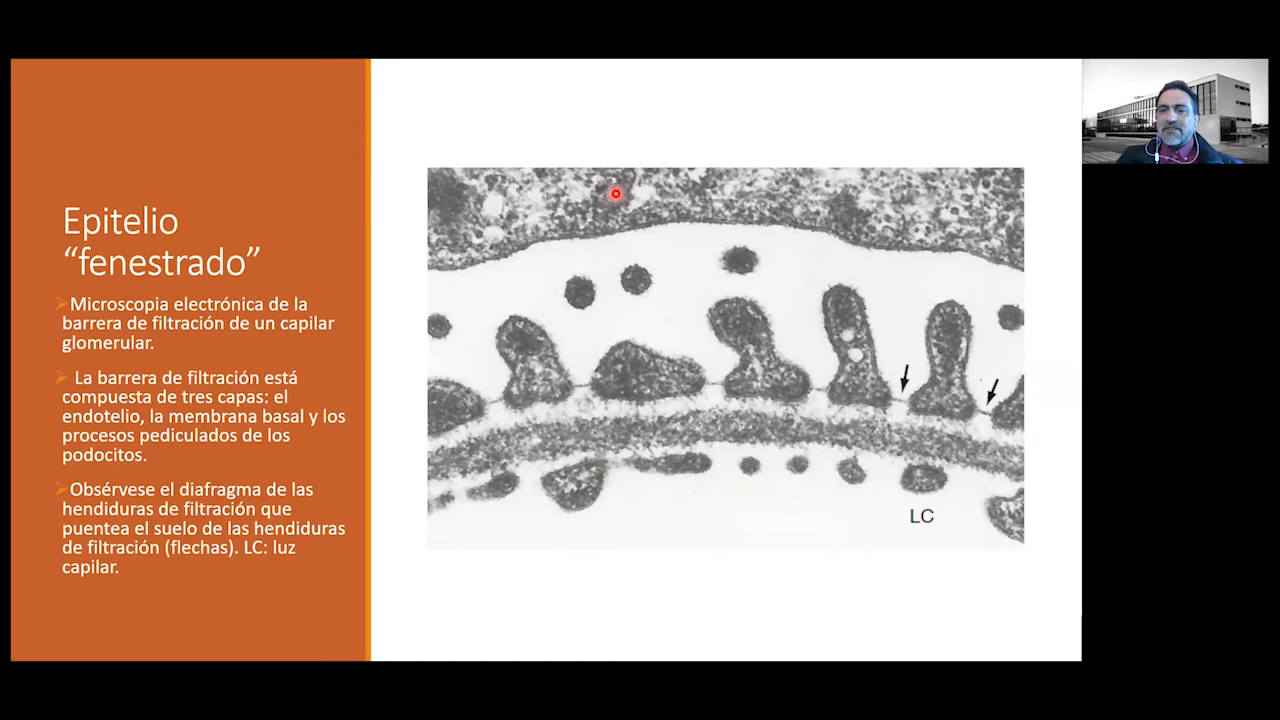 Epitelio
“fenestrado”
Microscopia electrónica de la
barrera de filtración de un capilar
glomerular.
La barrera de filtración está
compuesta de tres capas: el
endotelio, la membrana basal y los
procesos pediculados de los
podocitos.
Obsérvese el diafragma de las
hendiduras de filtración que
puentea el suelo de las hendiduras
de filtración (flechas). LC: luz
capilar.
LC